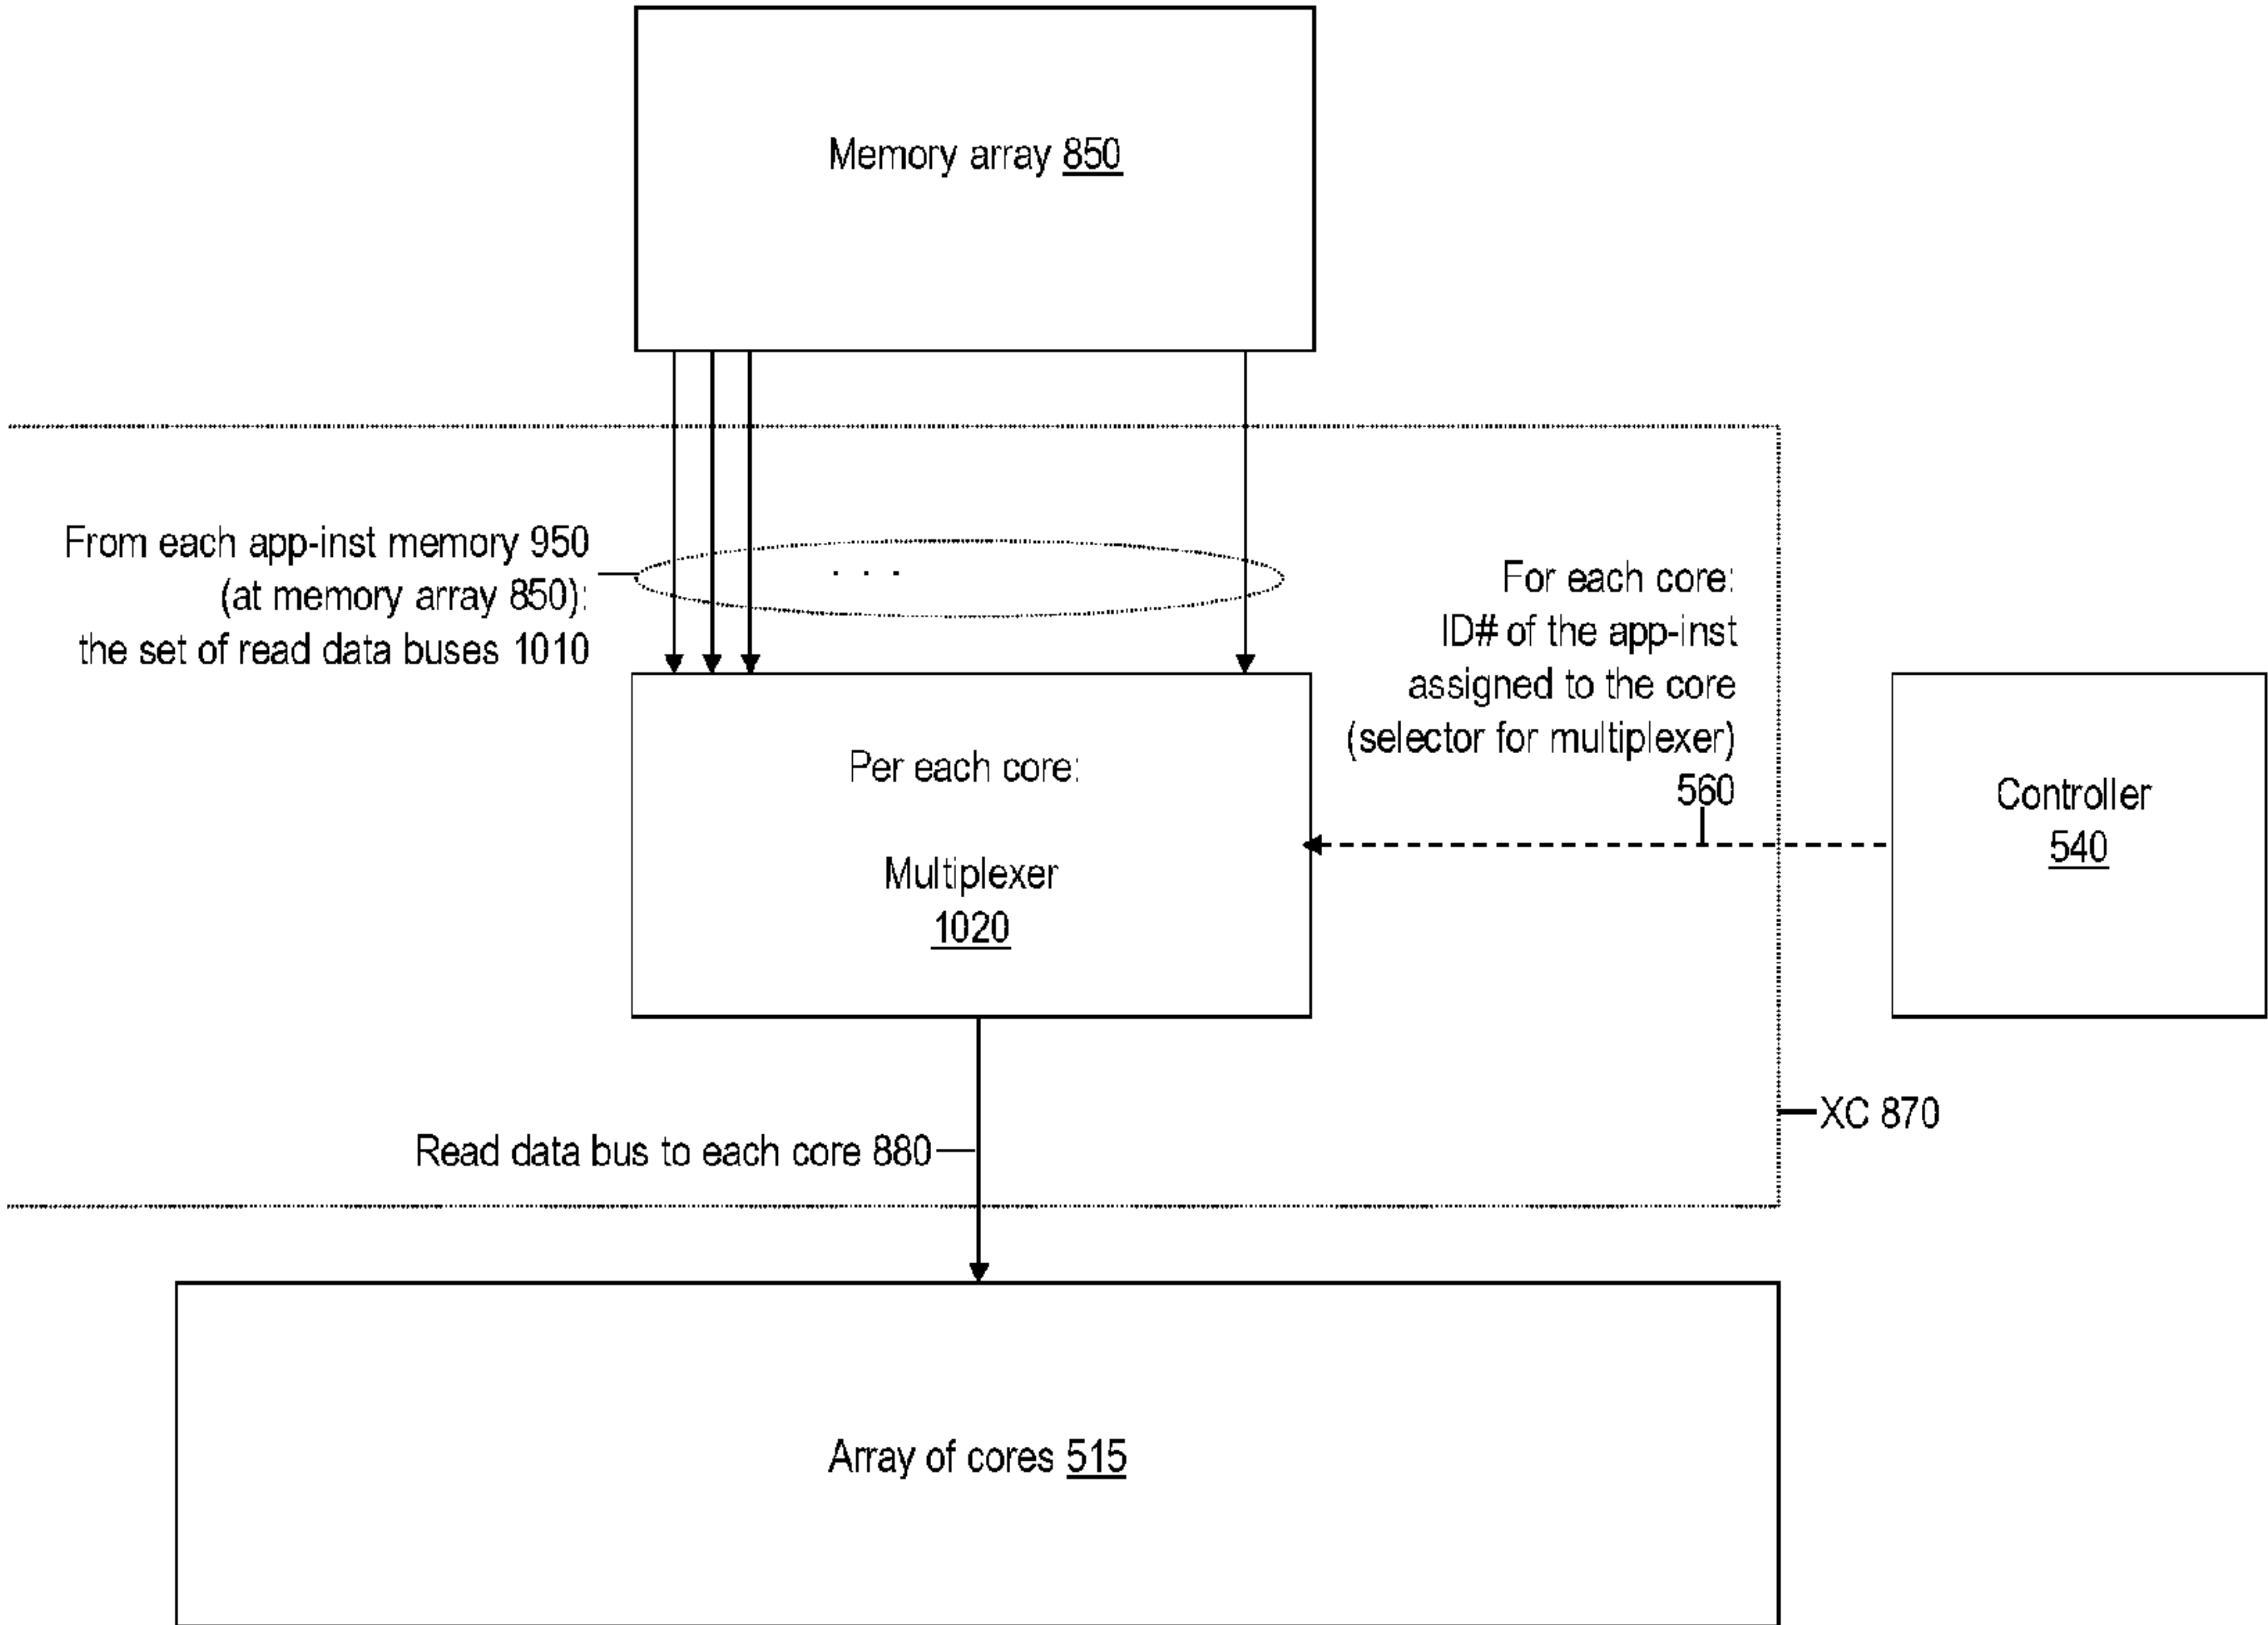 Memory array 850
From each app-inst memory 950
(at memory array 850):
the set of read data buses 1010
. . .
For each core:
ID# of the app-inst
assigned to the core
(selector for multiplexer)
560
Per each core:
Multiplexer
1020
Controller
540
XC 870
Read data bus to each core 880
Array of cores 515